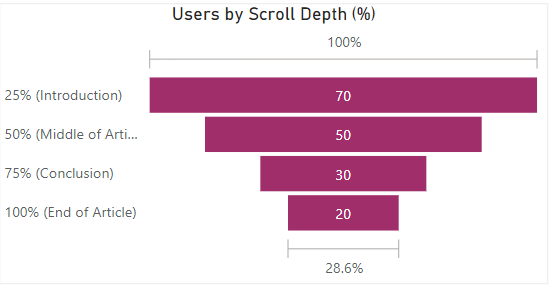 Users by Scroll Depth (%)
100%
25% (Introduction) 70
50% (Middle of Arti... 50
75% (Conclusion) 30
100% (End of Article) 20
28.6%